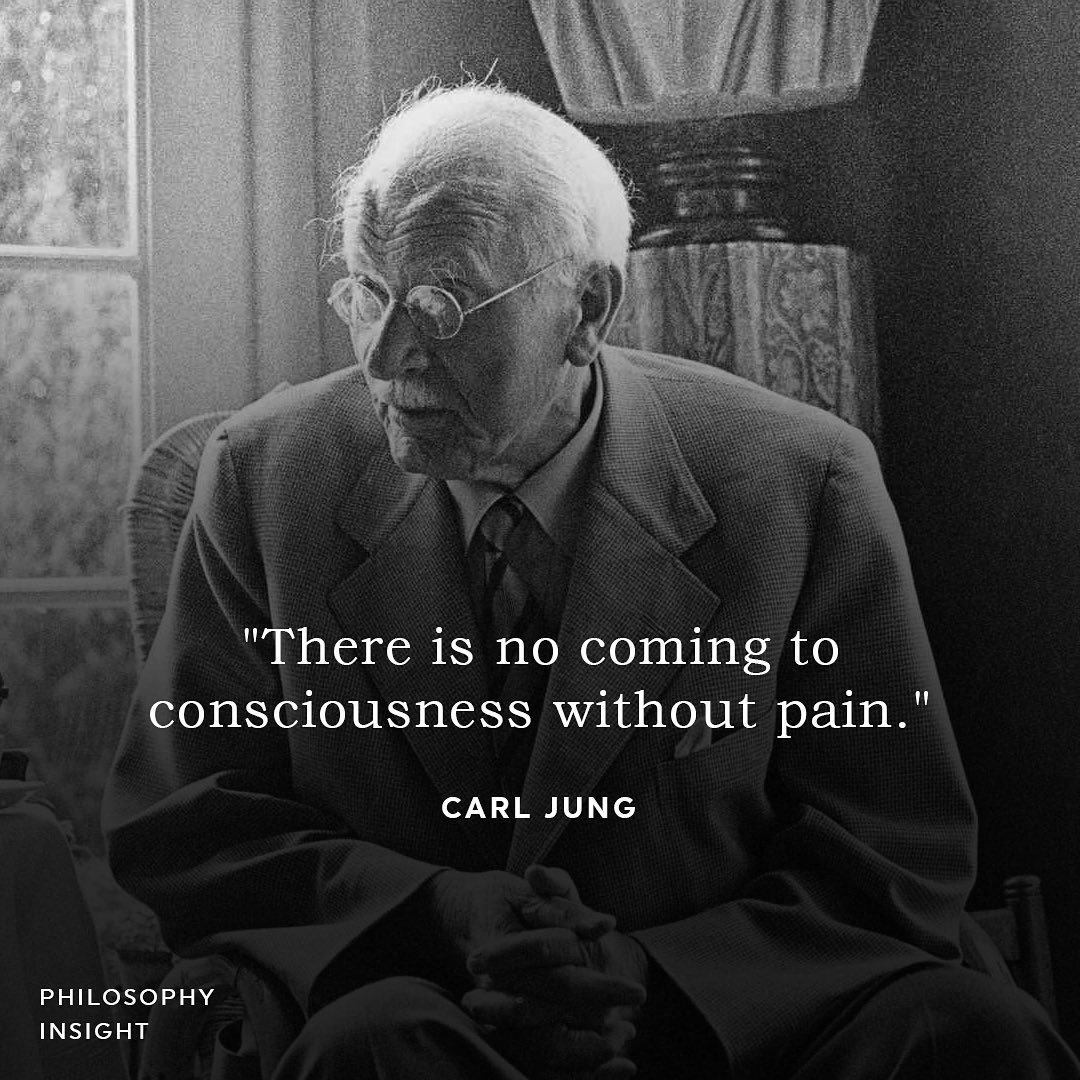 "There is no coming to
consciousness without pain."
CARL JUNG
PHILOSOPHY
INSIGHT